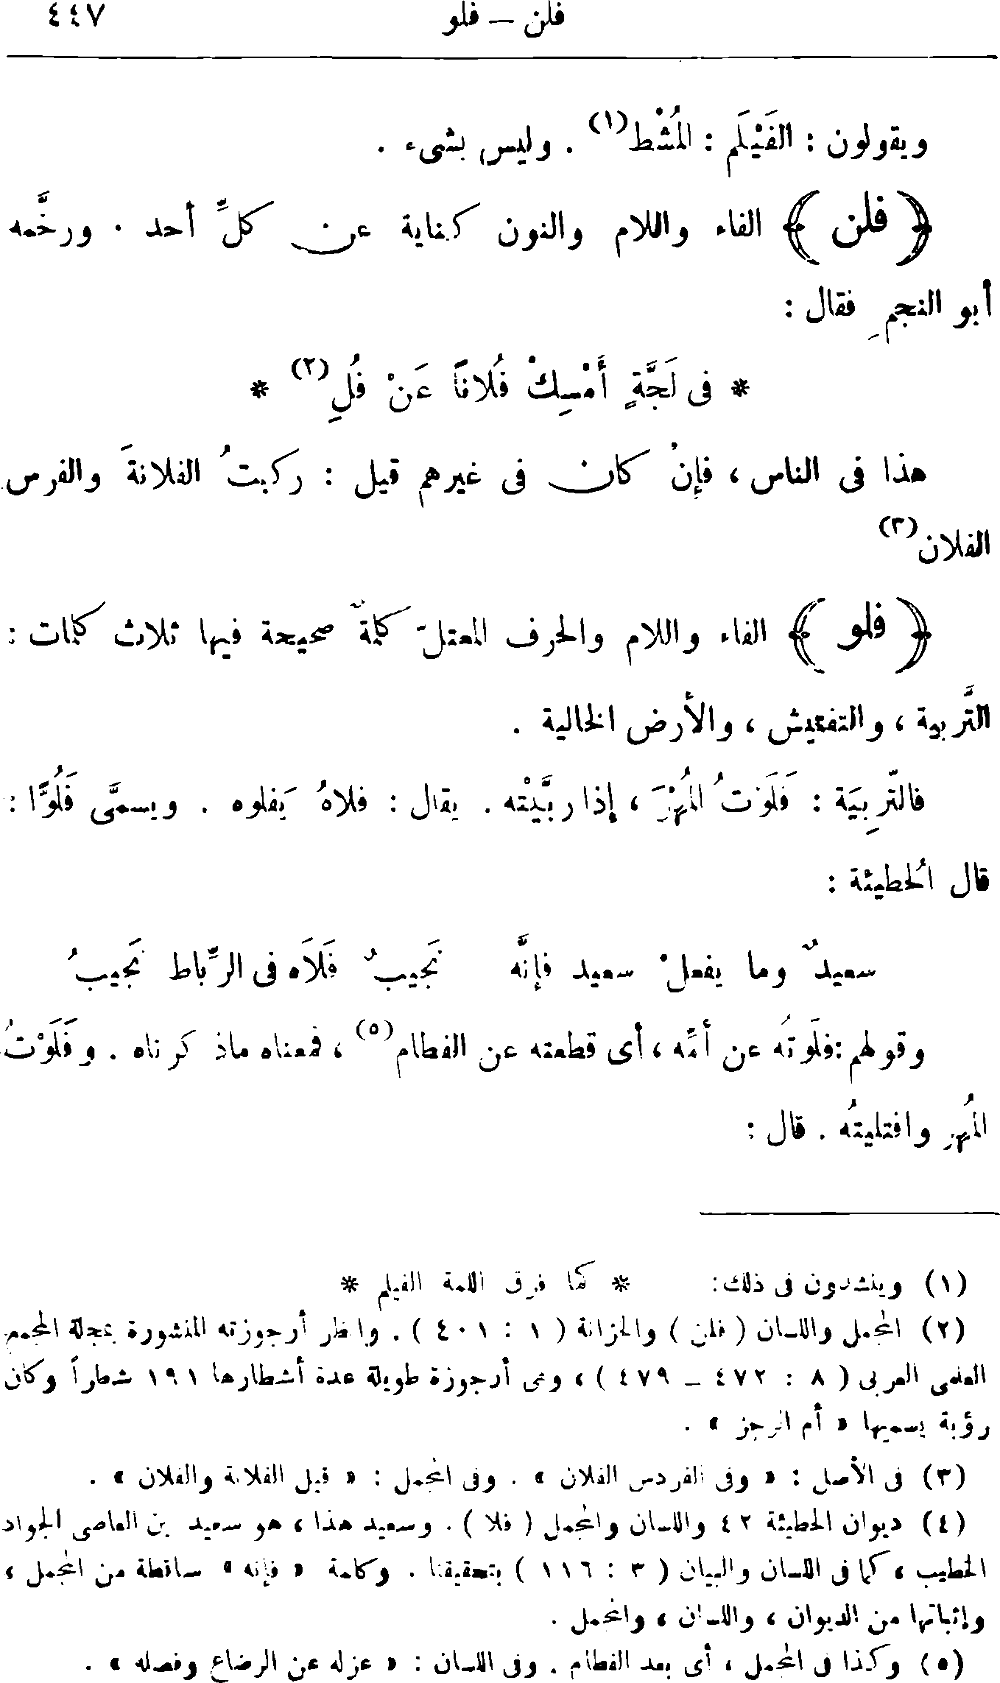 فلن — فلو ٤٤٧
ويقولون : الفَيْلَم : المُشْط(١) . وليس بشىء .
﴿ فلن ﴾ الفاء واللام والنون كناية عن كلِّ أحد . ورخَّمه
أبو النجمِ فقال :
* فى لَجَّةٍ أَمْسِكْ فُلاناً عَنْ فُلِ(٢) *
هذا فى الناس ، فإنْ كان فى غيرهم قيل : ركبتُ الفلانةَ والفرس
الفلان(٣)
﴿ فلو ﴾ الفاء واللام والحرف المعتلّ كلمةٌ صحيحة فيها ثلاث كلمات :
التَّربية ، والتفتيش ، والأرض الخالية .
فالتّربِيَة : فَلَوْتُ المُهْرَ ، إذا ربَّيْتَه . يقال : فلاهُ يَفلوه . ويسمَّى فَلُوًّا :
قال الحُطيئة :
سعيدٌ وما يفعلْ سعيد فإنَّه نَجيبٌ فَلاَه فى الرِّباط نَجيبُ
وقولهم :فلَوتُه عن أمِّه ، أى قطعته عن الفطام(٥) ، فمعناه ماذكرناه . وفَلَوْتُ
المُهر وافتليتُه . قال :
(١) وينشدون فى ذلك: * كما فرق اللمة الفيلم *
(٢) المجمل واللسان ( فلن ) والخزانة ( ١ : ٤٠١ ) . وانظر أرجوزته المنشورة بمجلة المجمع
العلمى العربى ( ٨ : ٤٧٢ – ٤٧٩ ) ، وهى أرجوزة طويلة عدة أشطارها ١٩١ شطراً وكان
رؤبة يسميها « أم الرجز » .
(٣) فى الأصل : « وفى الفردس الفلان » . وفى المجمل : « قيل الفلانة والفلان » .
(٤) ديوان الحطيئة ٤٢ واللسان والمجمل ( فلا ) . وسعيد هذا ، هو سعيد بن العاصى الجواد
الخطيب ، كما فى اللسان والبيان ( ٣ : ١١٦ ) بتحقيقنا . وكلمة « فإنه » ساقطة من المجمل ،
وإثباتها من الديوان ، واللسان ، والمجمل .
(٥) وكذا فى المجمل ، أى بعد الفطام . وفى اللسان : « عزله عن الرضاع وفصله » .